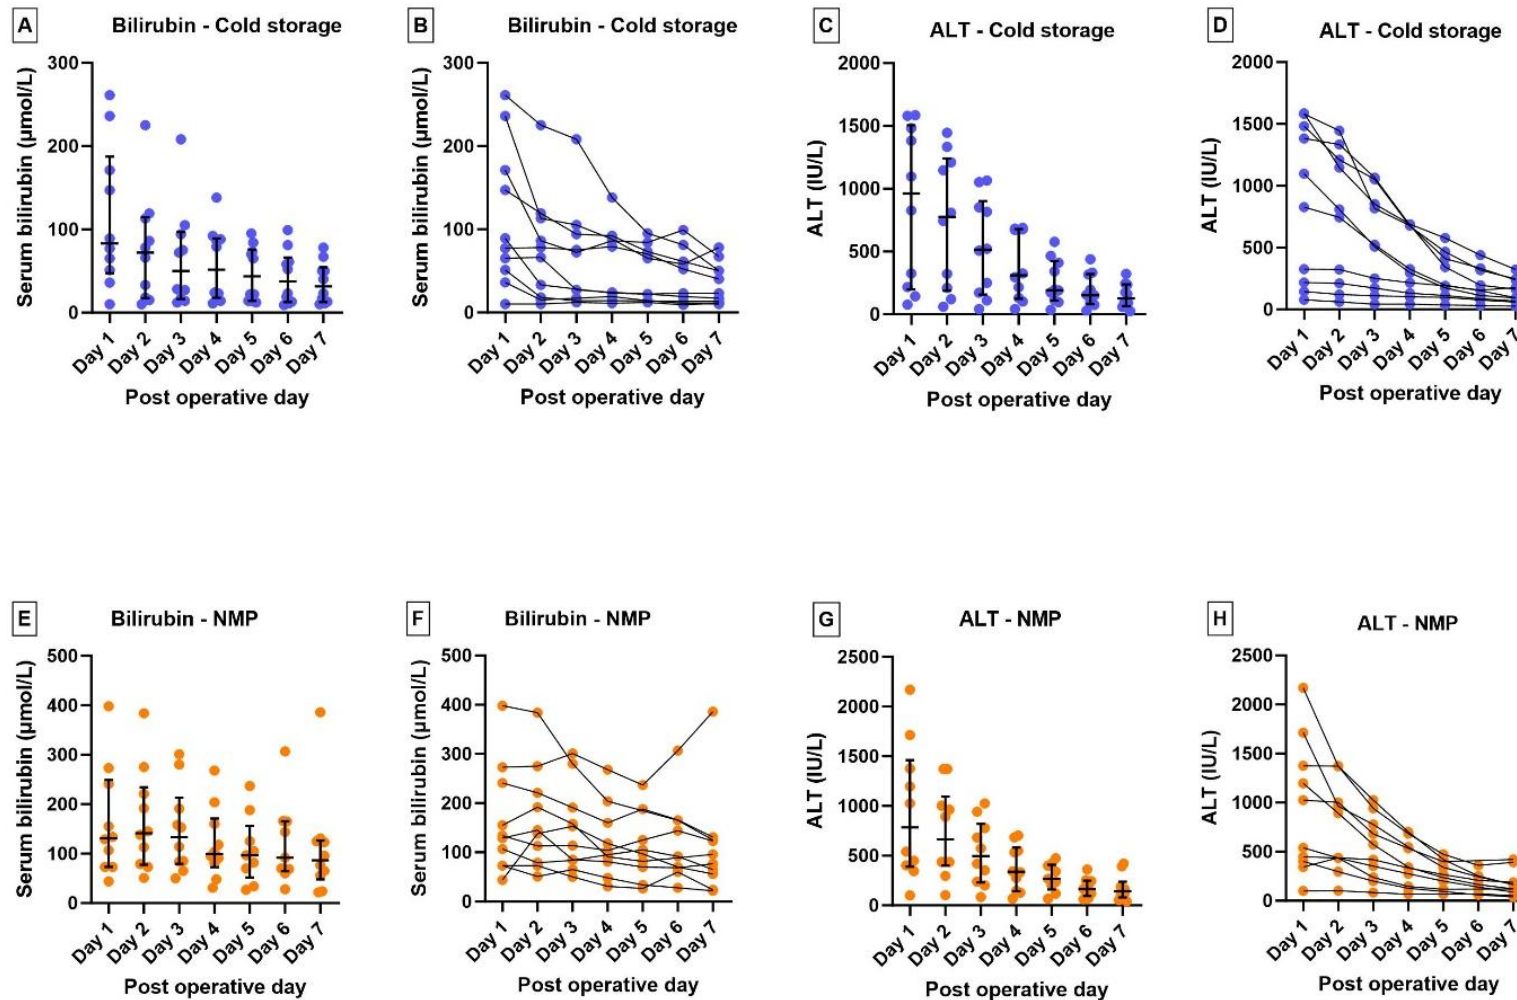 A
Bilirubin - Cold storage
Serum bilirubin (µmol/L)
300
200
100
0
Day 1
Day 2
Day 3
Day 4
Day 5
Day 6
Day 7
Post operative day
B
Bilirubin - Cold storage
Serum bilirubin (µmol/L)
300
200
100
0
Day 1
Day 2
Day 3
Day 4
Day 5
Day 6
Day 7
Post operative day
C
ALT - Cold storage
ALT (IU/L)
2000
1500
1000
500
0
Day 1
Day 2
Day 3
Day 4
Day 5
Day 6
Day 7
Post operative day
D
ALT - Cold storage
ALT (IU/L)
2000
1500
1000
500
0
Day 1
Day 2
Day 3
Day 4
Day 5
Day 6
Day 7
Post operative day
E
Bilirubin - NMP
Serum bilirubin (µmol/L)
500
400
300
200
100
0
Day 1
Day 2
Day 3
Day 4
Day 5
Day 6
Day 7
Post operative day
F
Bilirubin - NMP
Serum bilirubin (µmol/L)
500
400
300
200
100
0
Day 1
Day 2
Day 3
Day 4
Day 5
Day 6
Day 7
Post operative day
G
ALT - NMP
ALT (IU/L)
2500
2000
1500
1000
500
0
Day 1
Day 2
Day 3
Day 4
Day 5
Day 6
Day 7
Post operative day
H
ALT - NMP
ALT (IU/L)
2500
2000
1500
1000
500
0
Day 1
Day 2
Day 3
Day 4
Day 5
Day 6
Day 7
Post operative day